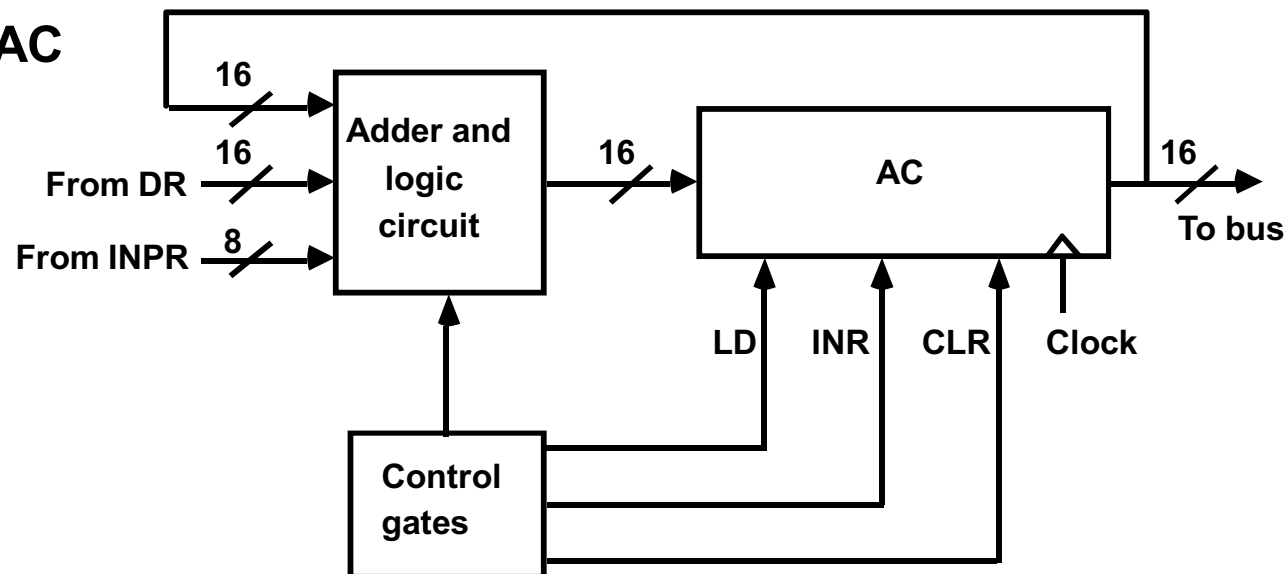 AC
16
16
From DR
8
From INPR
Adder and
logic
circuit
16
AC
16
To bus
LD
INR
CLR
Clock
Control
gates